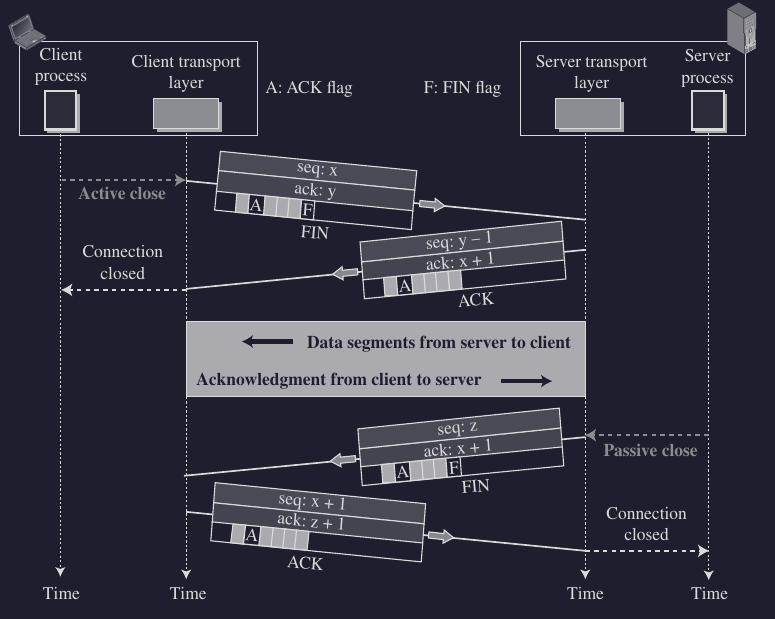 Client
process
Client transport
layer
A: ACK flag
F: FIN flag
Server transport
layer
Server
process
Active close
seq: x
ack: y
A
F
FIN
Connection
closed
seq: y – 1
ack: x + 1
A
ACK
Data segments from server to client
Acknowledgment from client to server
seq: z
ack: x + 1
A
F
FIN
Passive close
seq: x + 1
ack: z + 1
A
ACK
Connection
closed
Time
Time
Time
Time